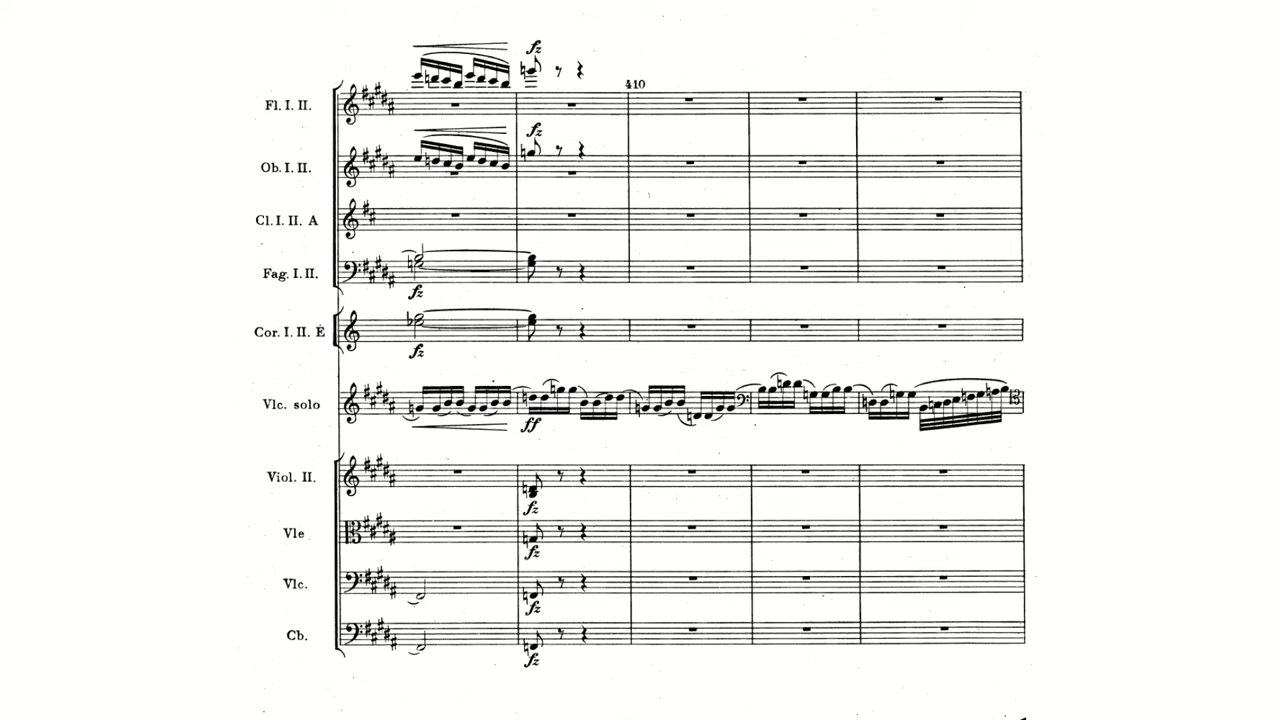 fz
410
Fl. I. II.
fz
Ob. I. II.
Cl. I. II. A
Fag. I. II.
fz
Cor. I. II. E
fz
Vlc. solo
ff
Viol. II.
fz
Vle
fz
Vlc.
fz
Cb.
fz